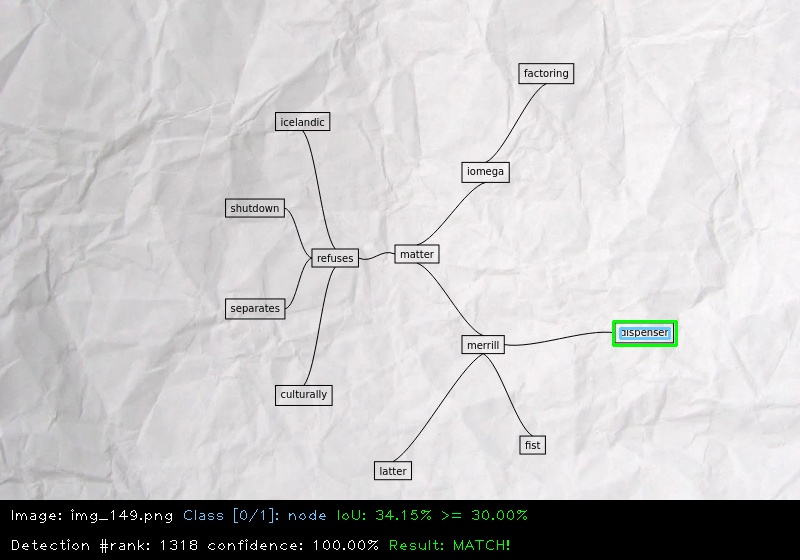 factoring
icelandic
iomega
shutdown
matter
refuses
separates
dispenser
merrill
culturally
fist
latter
Image: img_149.png Class [0/1]: node IoU: 34.15% >= 30.00%
Detection #rank: 1318 confidence: 100.00% Result: MATCH!